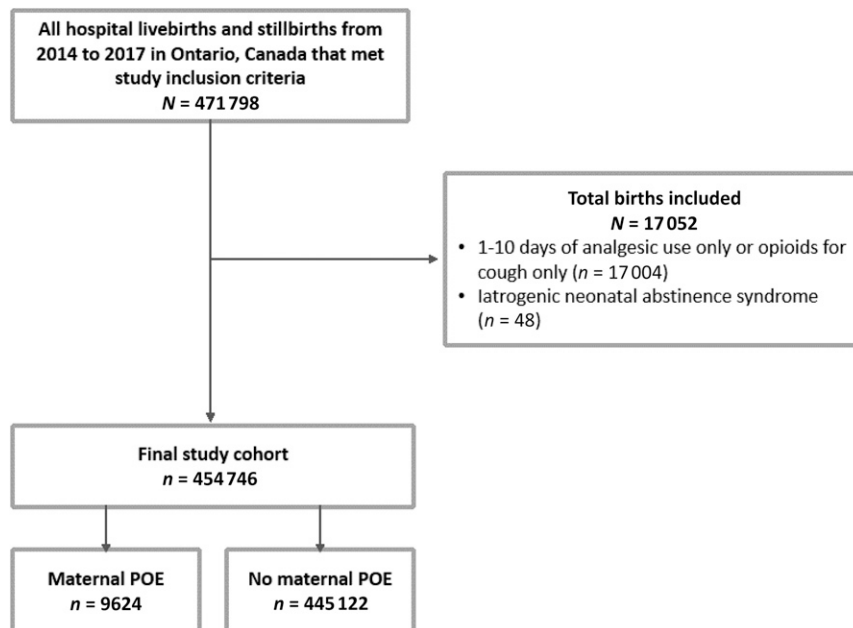 All hospital livebirths and stillbirths from
2014 to 2017 in Ontario, Canada that met
study inclusion criteria
N = 471 798
Total births included
N = 17 052
• 1-10 days of analgesic use only or opioids for
cough only (n = 17 004)
• Iatrogenic neonatal abstinence syndrome
(n = 48)
Final study cohort
n = 454 746
Maternal POE
n = 9624
No maternal POE
n = 445 122